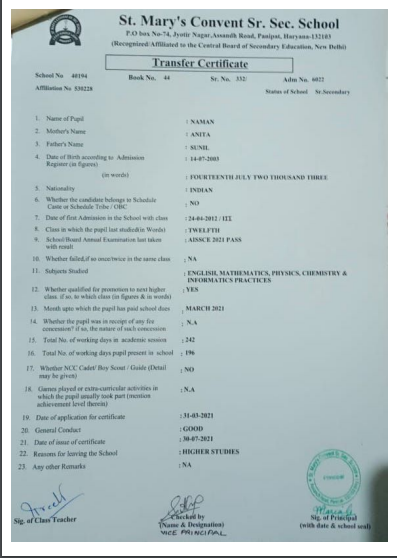 St. Mary's Convent Sr. Sec. School
P.O box No-74, Jyotir Nagar, Assandh Road, Panipat, Haryana-132103
(Recognized/Affiliated to the Central Board of Secondary Education, New Delhi)
Transfer Certificate
School No 40194 Book No. 44 Sr. No. 332/ Adm No. 6022
Affiliation No 530228 Status of School Sr.Secondary
1. Name of Pupil : NAMAN
2. Mother's Name : ANITA
3. Father's Name : SUNIL
4. Date of Birth according to Admission : 14-07-2003
Register (in figures)
(in words) : FOURTEENTH JULY TWO THOUSAND THREE
5. Nationality : INDIAN
6. Whether the candidate belongs to Schedule : NO
Caste or Schedule Tribe / OBC
7. Date of first Admission in the School with class : 24-04-2012 / III
8. Class in which the pupil last studied(in Words) : TWELFTH
9. School/Board Annual Examination last taken : AISSCE 2021 PASS
with result
10. Whether failed,if so once/twice in the same class : NA
11. Subjects Studied : ENGLISH, MATHEMATICS, PHYSICS, CHEMISTRY &
INFORMATICS PRACTICES
12. Whether qualified for promotion to next higher : YES
class. if so, to which class (in figures & in words)
13. Month upto which the pupil has paid school dues : MARCH 2021
14. Whether the pupil was in receipt of any fee : N.A
concession? if so, the nature of such concession
15. Total No. of working days in academic session : 242
16. Total No. of working days pupil present in school : 196
17. Whether NCC Cadet/ Boy Scout / Guide (Detail : NO
may be given)
18. Games played or extra-curricular activities in : N.A
which the pupil usually took part (mention
achievement level therein)
19. Date of application for certificate : 31-03-2021
20. General Conduct : GOOD
21. Date of issue of certificate : 30-07-2021
22. Reasons for leaving the School : HIGHER STUDIES
23. Any other Remarks : NA
Sig. of Class Teacher
Checked by
(Name & Designation)
VICE PRINCIPAL
Sig. of Principal
(with date & school seal)